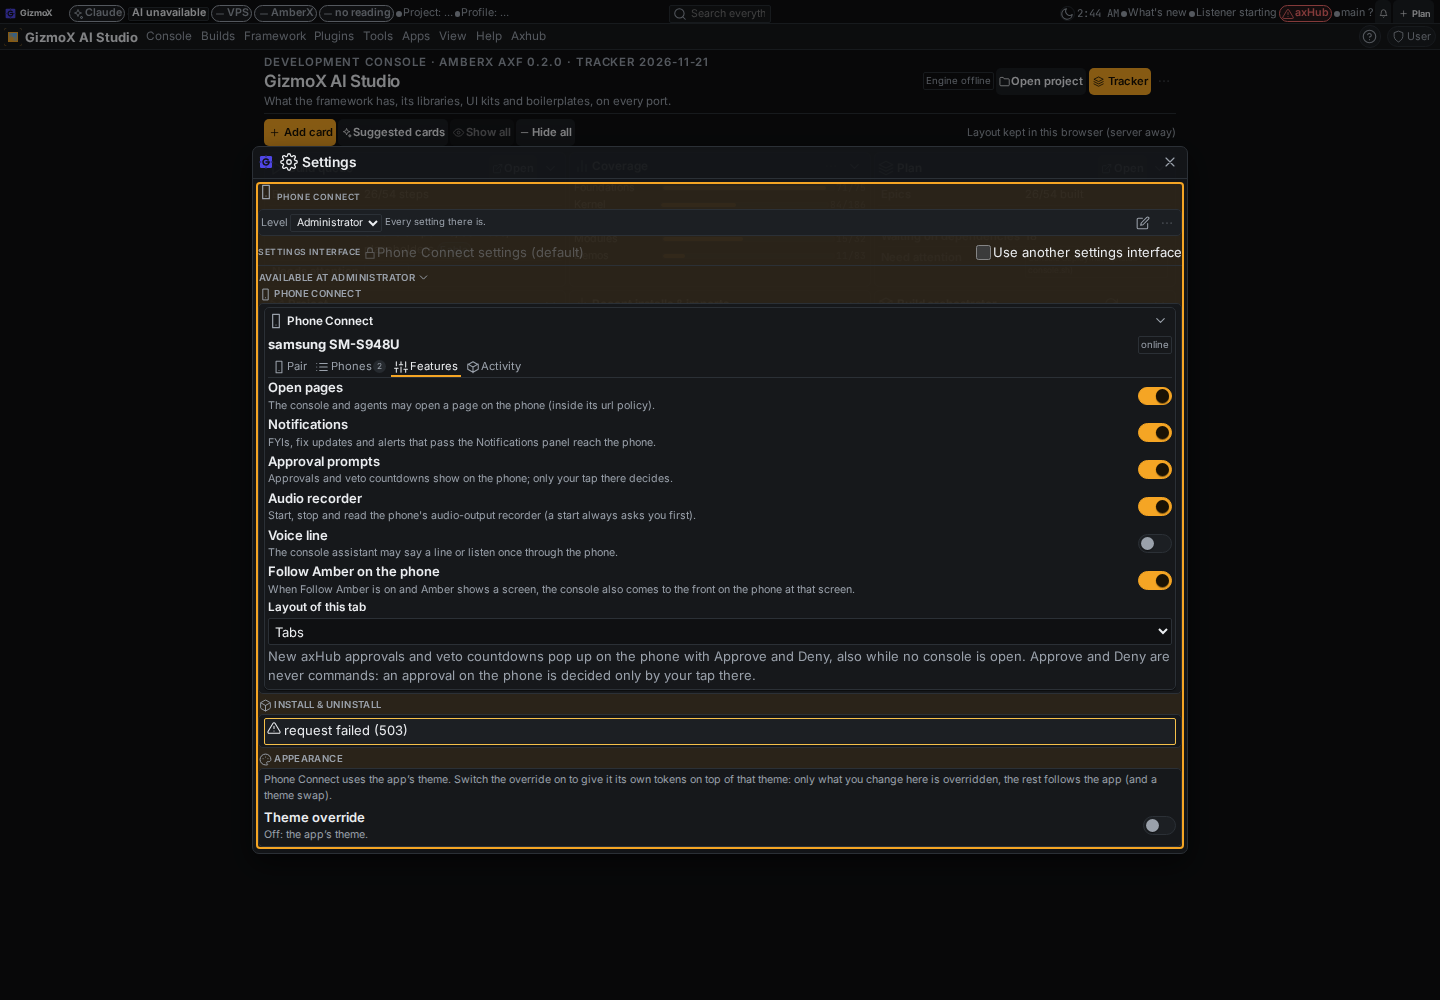 GizmoX Claude AI unavailable VPS AmberX no reading Project: ... Profile: ... Search everyth 2:44 AM What's new Listener starting axHub main ? Plan
GizmoX AI Studio Console Builds Framework Plugins Tools Apps View Help Axhub User
DEVELOPMENT CONSOLE · AMBERX AXF 0.2.0 · TRACKER 2026-11-21
GizmoX AI Studio
Engine offline Open project Tracker
What the framework has, its libraries, UI kits and boilerplates, on every port.
Add card Suggested cards Show all Hide all Layout kept in this browser (server away)
Settings
PHONE CONNECT
Level Administrator Every setting there is.
SETTINGS INTERFACE Phone Connect settings (default) Use another settings interface
AVAILABLE AT ADMINISTRATOR
PHONE CONNECT
Phone Connect
samsung SM-S948U online
Pair Phones 2 Features Activity
Open pages
The console and agents may open a page on the phone (inside its url policy).
Notifications
FYIs, fix updates and alerts that pass the Notifications panel reach the phone.
Approval prompts
Approvals and veto countdowns show on the phone; only your tap there decides.
Audio recorder
Start, stop and read the phone's audio-output recorder (a start always asks you first).
Voice line
The console assistant may say a line or listen once through the phone.
Follow Amber on the phone
When Follow Amber is on and Amber shows a screen, the console also comes to the front on the phone at that screen.
Layout of this tab
Tabs
New axHub approvals and veto countdowns pop up on the phone with Approve and Deny, also while no console is open. Approve and Deny are
never commands: an approval on the phone is decided only by your tap there.
INSTALL & UNINSTALL
request failed (503)
APPEARANCE
Phone Connect uses the app's theme. Switch the override on to give it its own tokens on top of that theme: only what you change here is overridden, the rest follows the app (and a
theme swap).
Theme override
Off: the app's theme.